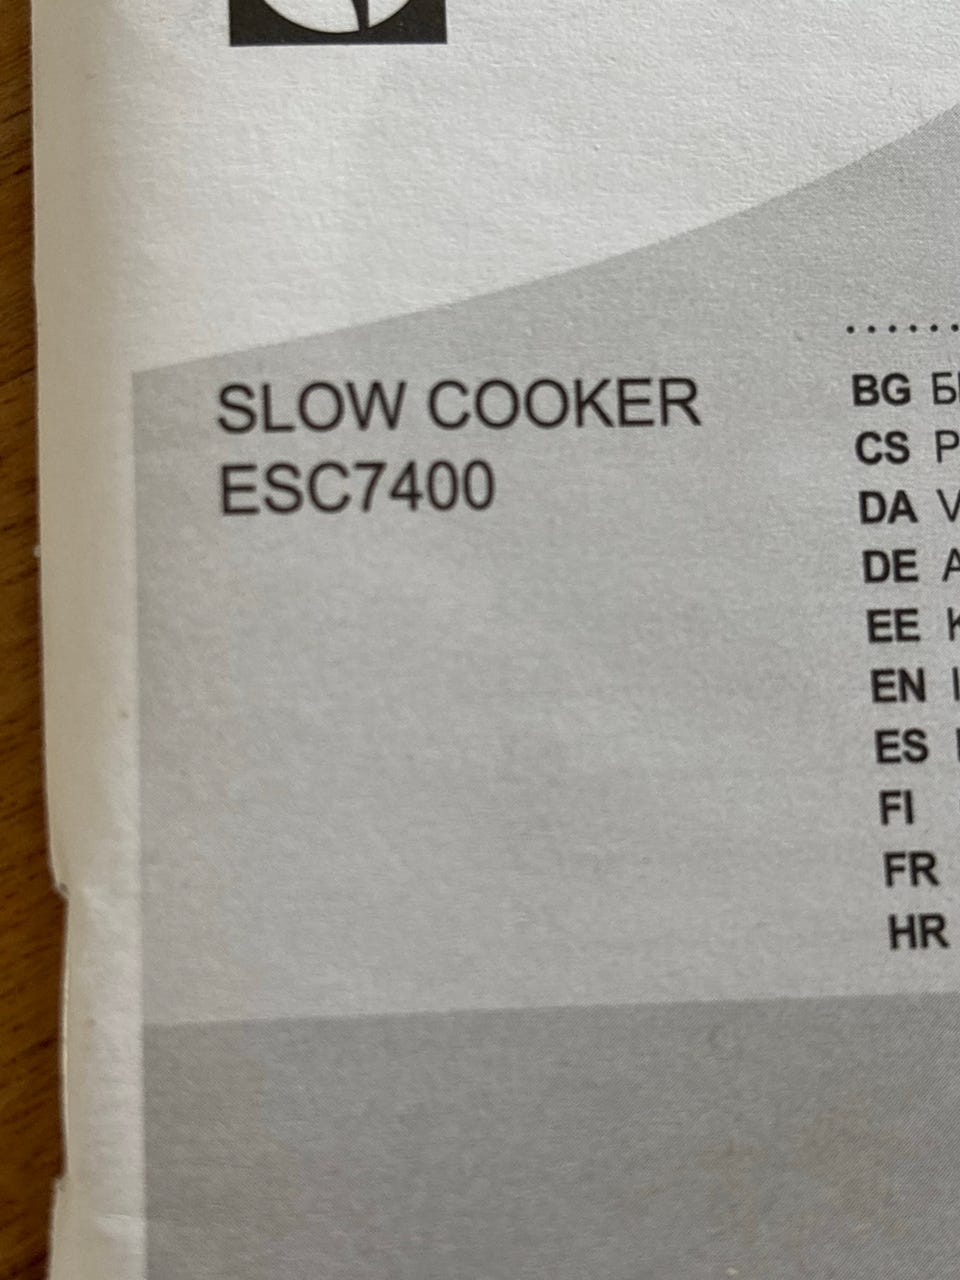 SLOW COOKER
ESC7400
BG
CS
DA
DE
EE
EN
ES
FI
FR
HR